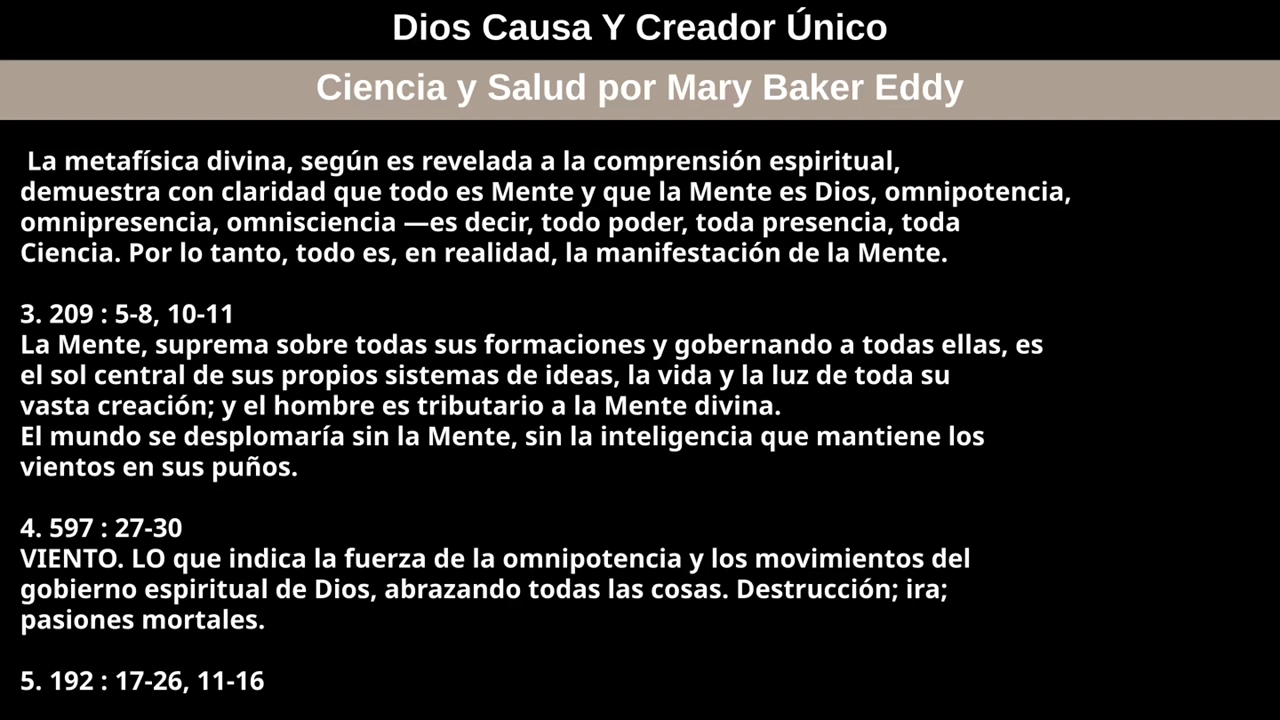 Dios Causa Y Creador Único
Ciencia y Salud por Mary Baker Eddy
La metafísica divina, según es revelada a la comprensión espiritual,
demuestra con claridad que todo es Mente y que la Mente es Dios, omnipotencia,
omnipresencia, omnisciencia —es decir, todo poder, toda presencia, toda
Ciencia. Por lo tanto, todo es, en realidad, la manifestación de la Mente.
3. 209 : 5-8, 10-11
La Mente, suprema sobre todas sus formaciones y gobernando a todas ellas, es
el sol central de sus propios sistemas de ideas, la vida y la luz de toda su
vasta creación; y el hombre es tributario a la Mente divina.
El mundo se desplomaría sin la Mente, sin la inteligencia que mantiene los
vientos en sus puños.
4. 597 : 27-30
VIENTO. LO que indica la fuerza de la omnipotencia y los movimientos del
gobierno espiritual de Dios, abrazando todas las cosas. Destrucción; ira;
pasiones mortales.
5. 192 : 17-26, 11-16